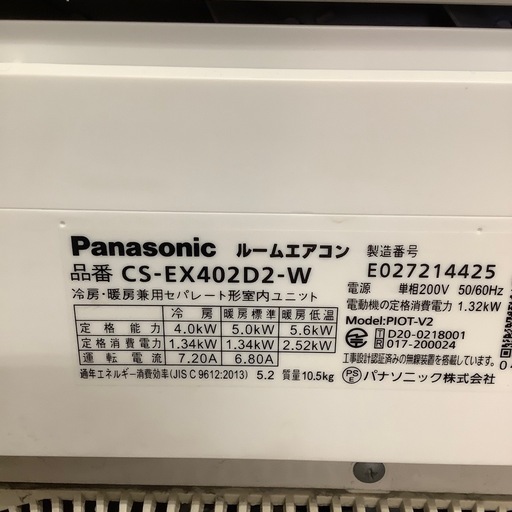 Panasonic ルームエアコン 製造番号
品番 CS-EX402D2-W E027214425
冷房・暖房兼用セパレート形室内ユニット 電源 単相200V 50/60Hz
電動機の定格消費電力 1.32kW
冷 房 暖房標準 暖房低温 Model:PIOT-V2
定格能力 4.0kW 5.0kW 5.6kW T D20-0218001
定格消費電力 1.34kW 1.34kW 2.52kW R 017-200024
運転電流 7.20A 6.80A 工事設計認証済みの無線装置を搭載している。
通年エネルギー消費効率(JIS C 9612:2013) 5.2 質量10.5kg PSE パナソニック株式会社